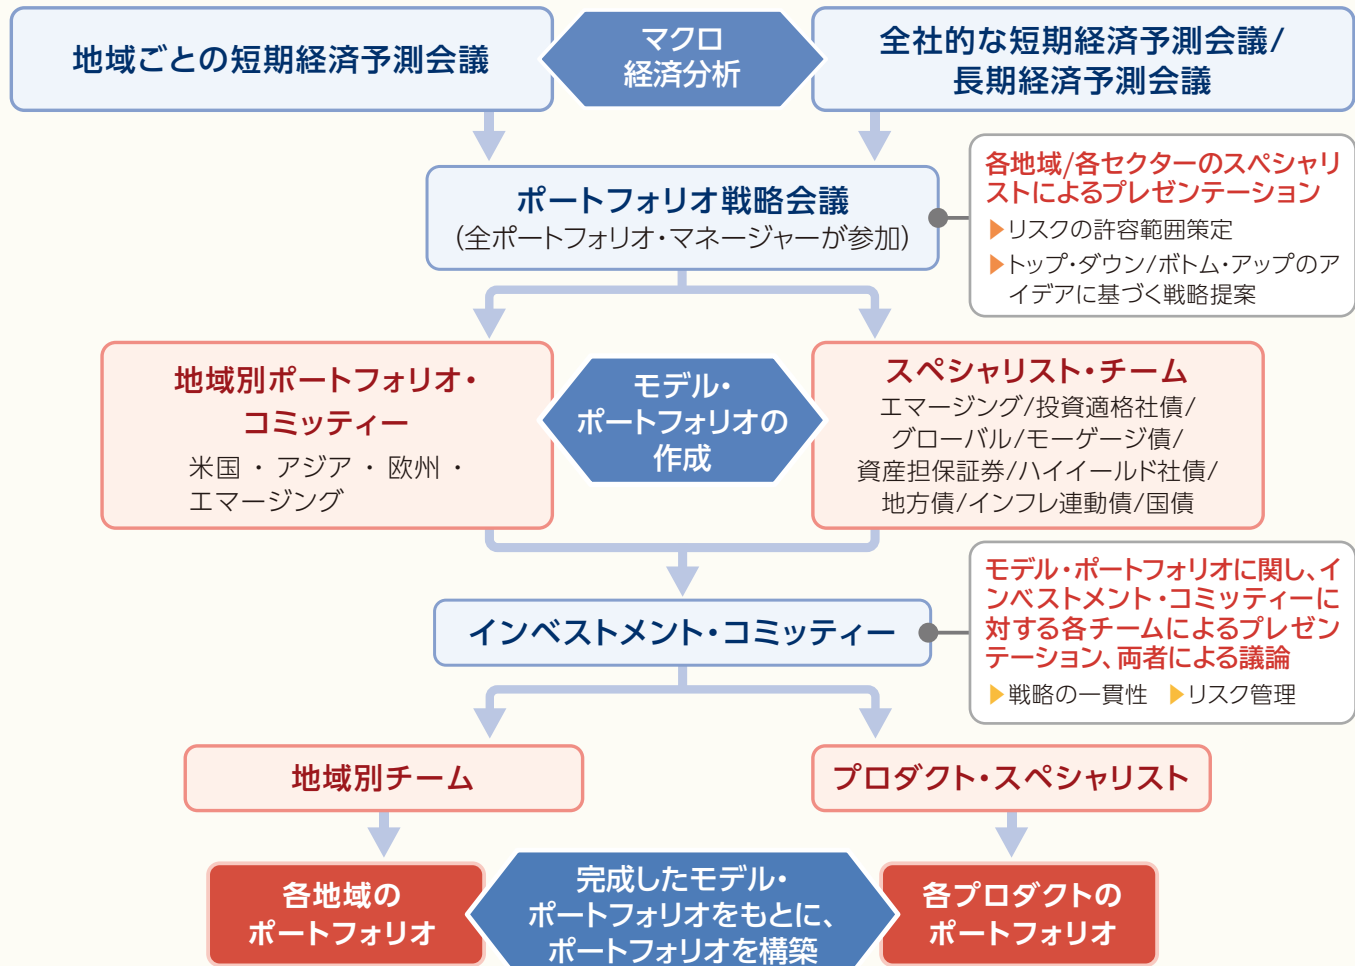 地域ごとの短期経済予測会議
マクロ
経済分析
全社的な短期経済予測会議/
長期経済予測会議
ポートフォリオ戦略会議
(全ポートフォリオ・マネージャーが参加)
各地域/各セクターのスペシャリ
ストによるプレゼンテーション
▶リスクの許容範囲策定
▶トップ・ダウン/ボトム・アップのア
イデアに基づく戦略提案
地域別ポートフォリオ・
コミッティー
米国 ・ アジア ・ 欧州 ・
エマージング
モデル・
ポートフォリオの
作成
スペシャリスト・チーム
エマージング/投資適格社債/
グローバル/モーゲージ債/
資産担保証券/ハイイールド社債/
地方債/インフレ連動債/国債
インベストメント・コミッティー
モデル・ポートフォリオに関し、イ
ンベストメント・コミッティーに
対する各チームによるプレゼン
テーション、両者による議論
▶戦略の一貫性 ▶リスク管理
地域別チーム
プロダクト・スペシャリスト
各地域の
ポートフォリオ
完成したモデル・
ポートフォリオをもとに、
ポートフォリオを構築
各プロダクトの
ポートフォリオ